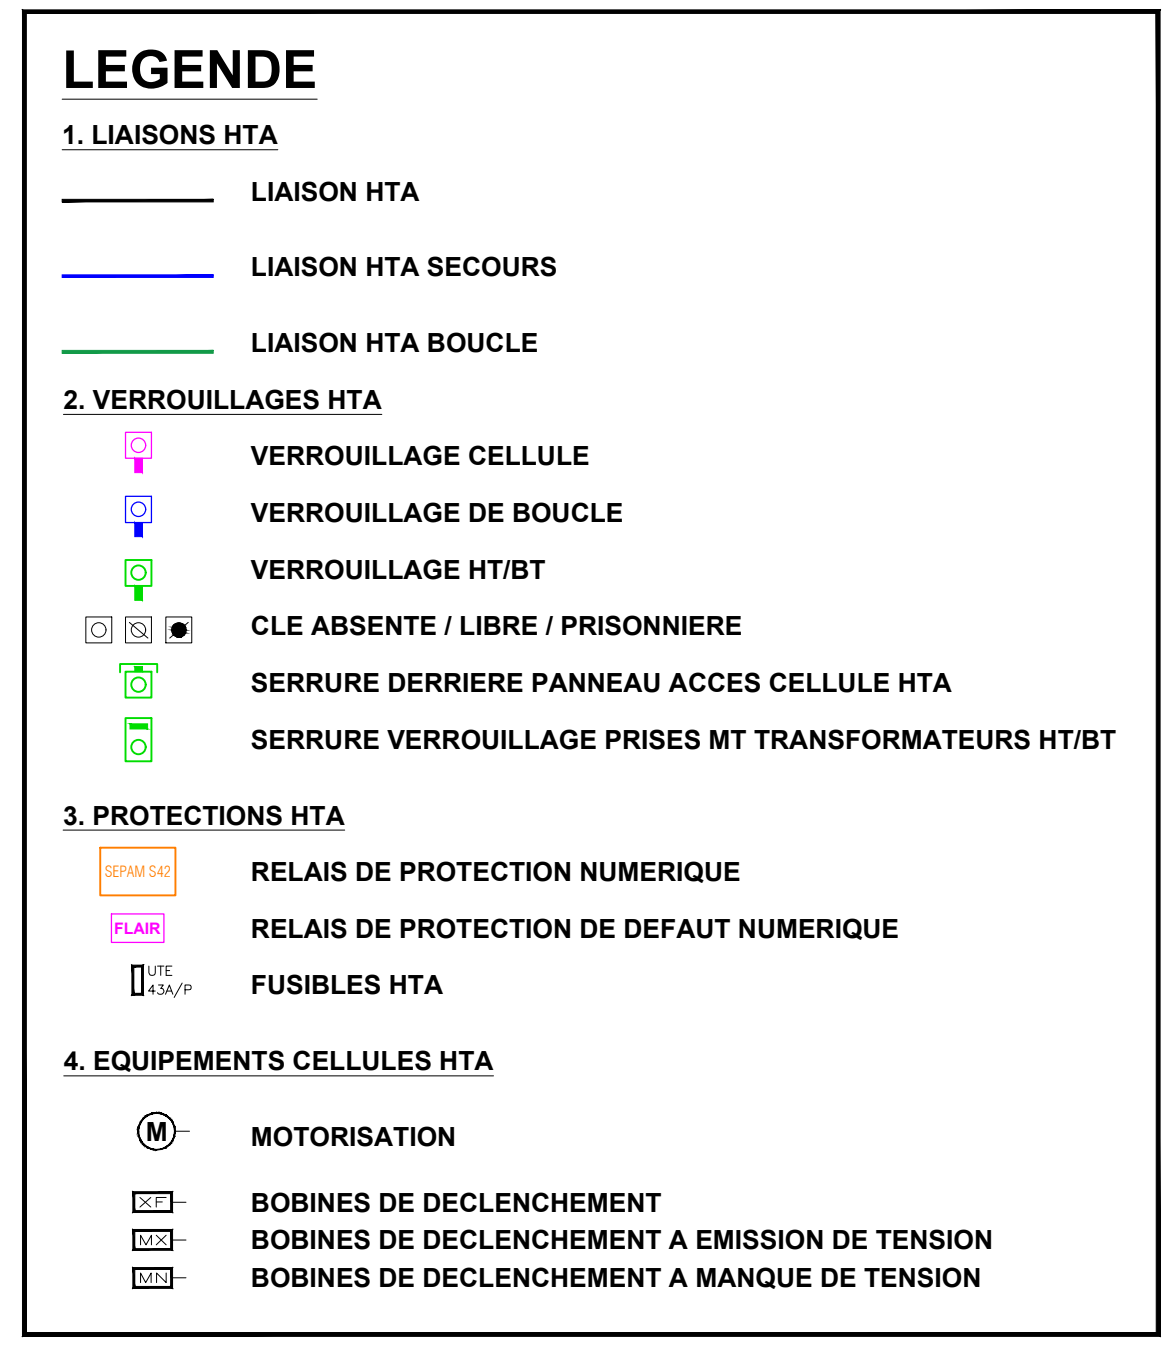 LEGENDE
1. LIAISONS HTA
LIAISON HTA
LIAISON HTA SECOURS
LIAISON HTA BOUCLE
2. VERROUILLAGES HTA
VERROUILLAGE CELLULE
VERROUILLAGE DE BOUCLE
VERROUILLAGE HT/BT
CLE ABSENTE / LIBRE / PRISONNIERE
SERRURE DERRIERE PANNEAU ACCES CELLULE HTA
SERRURE VERROUILLAGE PRISES MT TRANSFORMATEURS HT/BT
3. PROTECTIONS HTA
SEPAM S42 RELAIS DE PROTECTION NUMERIQUE
FLAIR RELAIS DE PROTECTION DE DEFAUT NUMERIQUE
UTE
43A/P FUSIBLES HTA
4. EQUIPEMENTS CELLULES HTA
M MOTORISATION
XF BOBINES DE DECLENCHEMENT
MX BOBINES DE DECLENCHEMENT A EMISSION DE TENSION
MN BOBINES DE DECLENCHEMENT A MANQUE DE TENSION